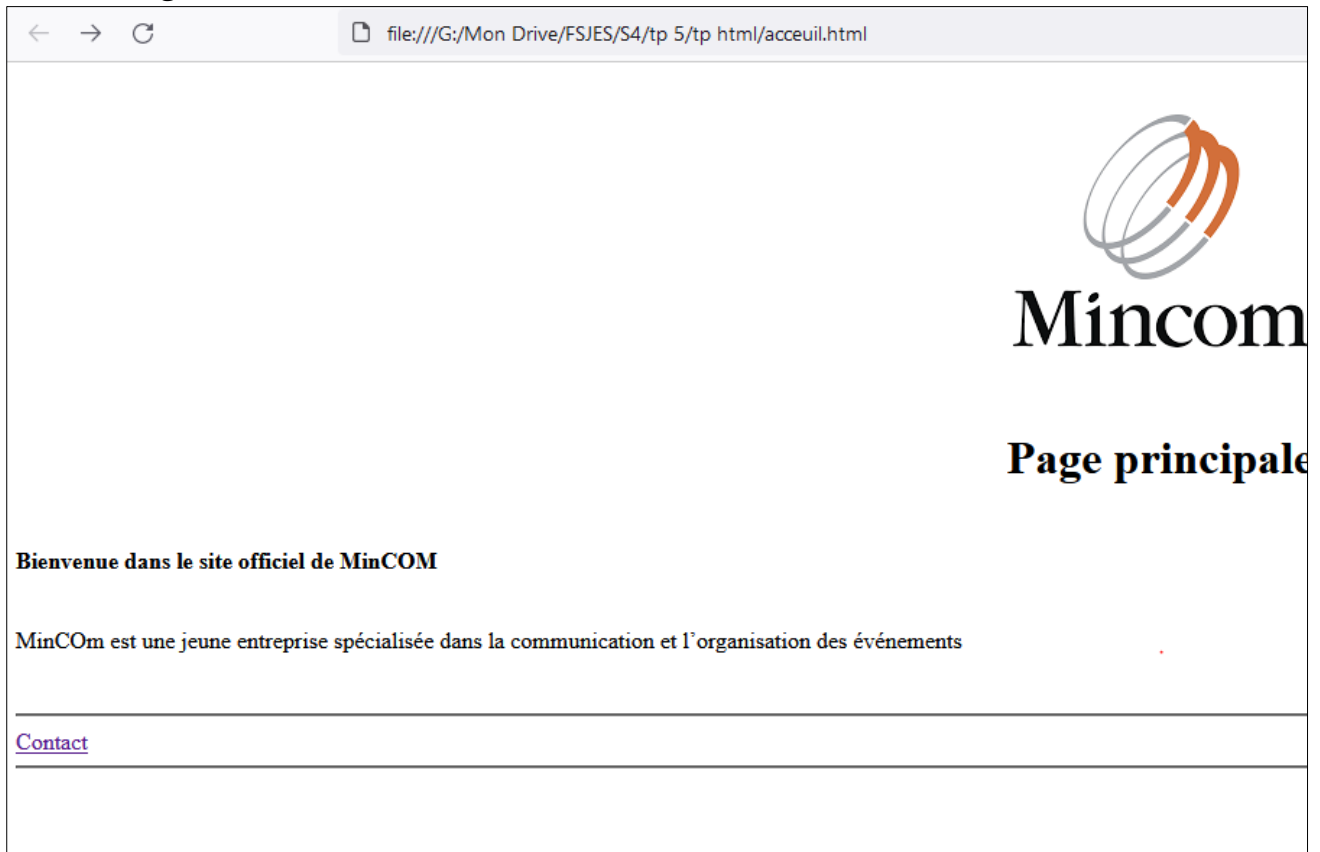 file:///G:/Mon Drive/FSJES/S4/tp 5/tp html/acceuil.html
Mincom
Page principale
Bienvenue dans le site officiel de MinCOM
MinCOm est une jeune entreprise spécialisée dans la communication et l’organisation des événements
Contact